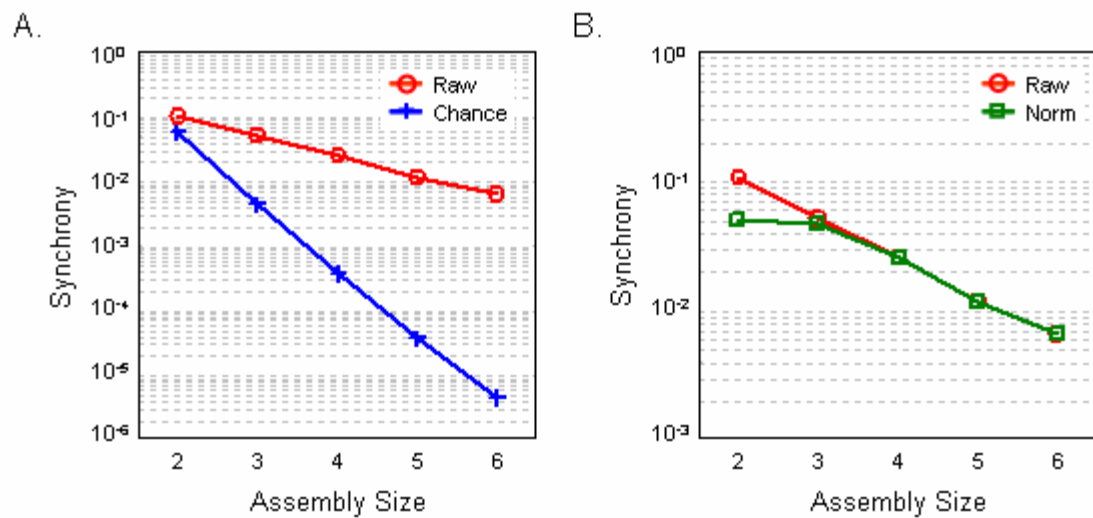 A.
10⁰
10⁻¹
10⁻²
10⁻³
10⁻⁴
10⁻⁵
10⁻⁶
Synchrony
Raw
Chance
2 3 4 5 6
Assembly Size
B.
10⁰
10⁻¹
10⁻²
10⁻³
Synchrony
Raw
Norm
2 3 4 5 6
Assembly Size